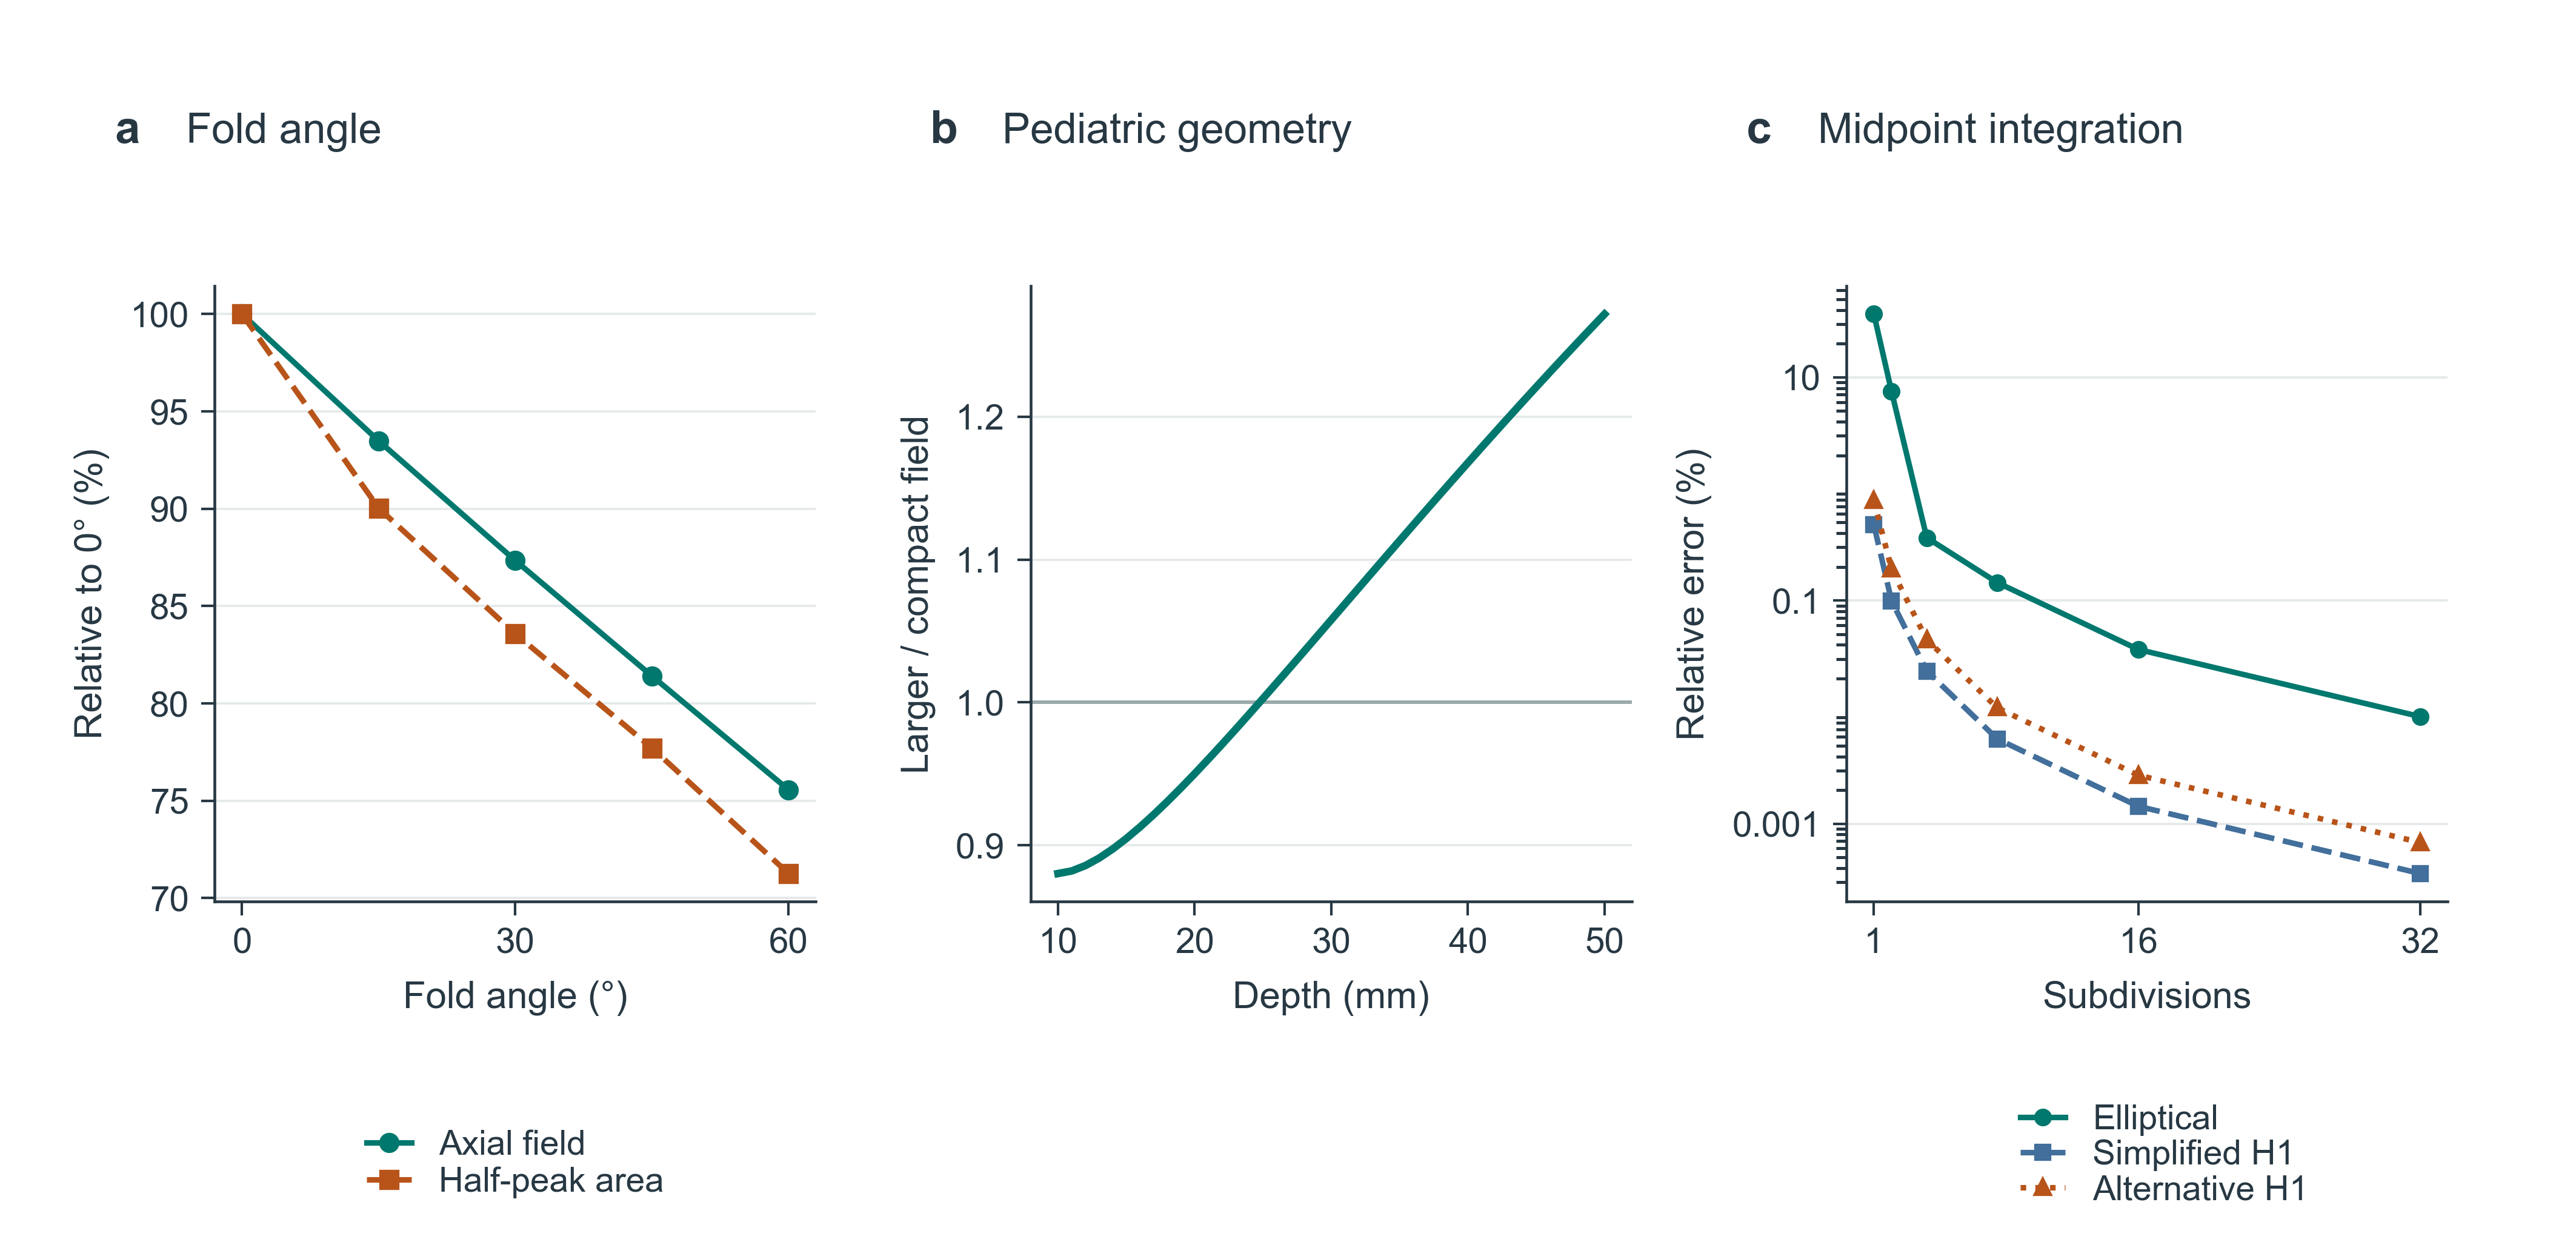 a Fold angle
Relative to 0° (%)
100
95
90
85
80
75
70
0 30 60
Fold angle (°)
Axial field
Half-peak area
b Pediatric geometry
Larger / compact field
1.2
1.1
1.0
0.9
10 20 30 40 50
Depth (mm)
c Midpoint integration
Relative error (%)
10
0.1
0.001
1 16 32
Subdivisions
Elliptical
Simplified H1
Alternative H1